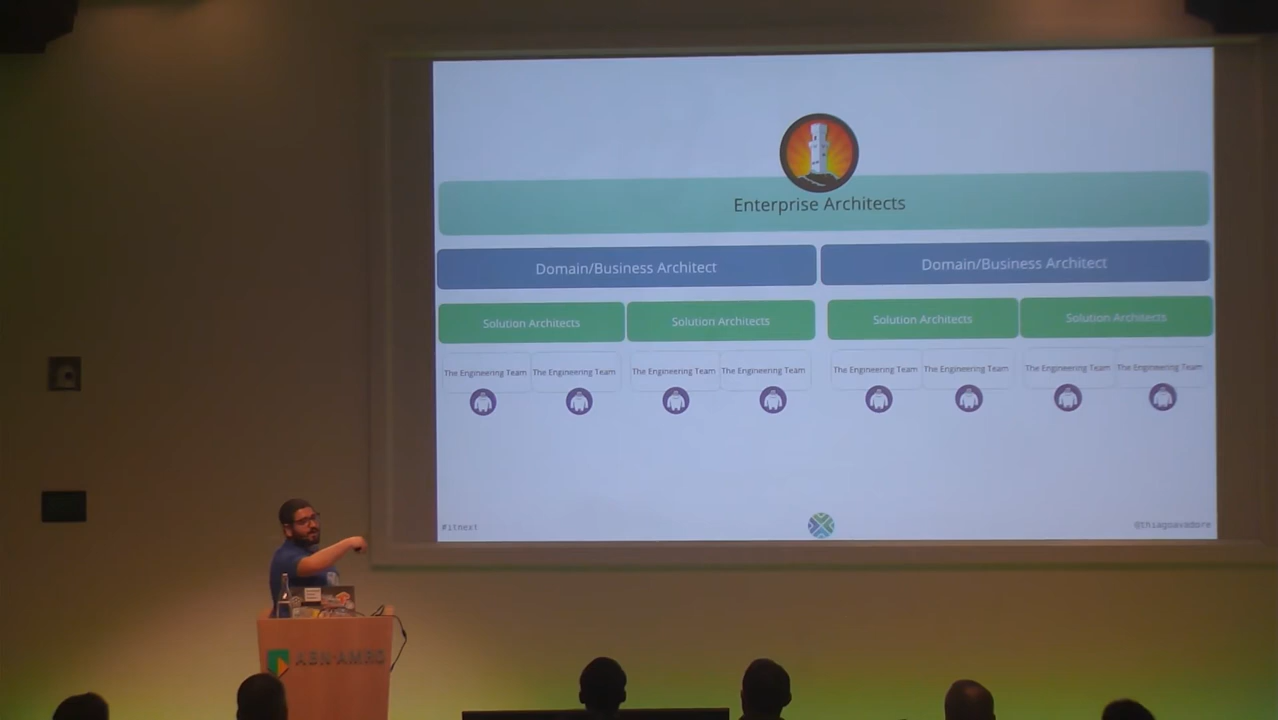 Enterprise Architects
Domain/Business Architect Domain/Business Architect
Solution Architects Solution Architects Solution Architects Solution Architects
The Engineering Team The Engineering Team The Engineering Team The Engineering Team The Engineering Team The Engineering Team The Engineering Team The Engineering Team
#itnext @thiagoavadore
ABN·AMRO